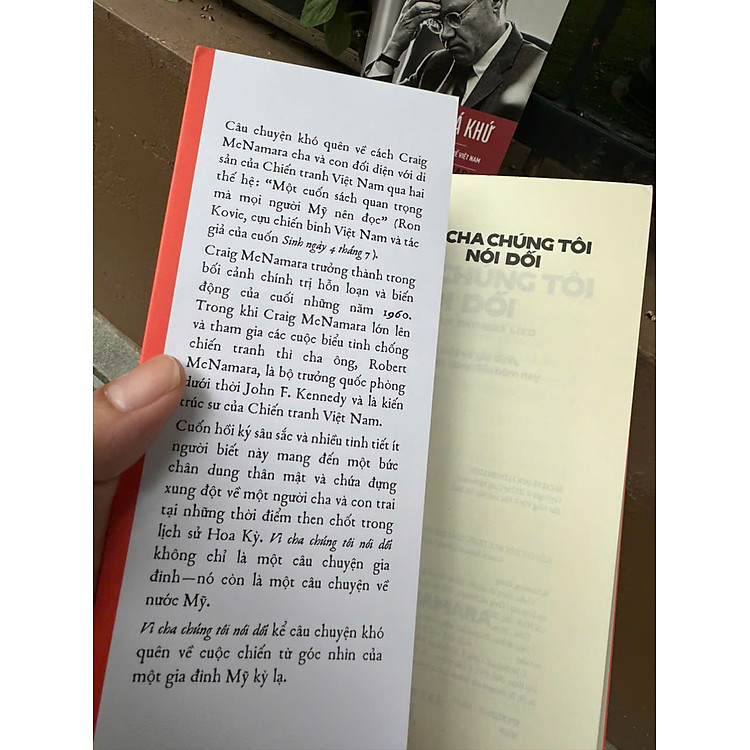 Câu chuyện khó quên về cách Craig
McNamara cha và con đối diện với di
sản của Chiến tranh Việt Nam qua hai
thế hệ: “Một cuốn sách quan trọng
mà mọi người Mỹ nên đọc” (Ron
Kovic, cựu chiến binh Việt Nam và tác
giả của cuốn Sinh ngày 4 tháng 7).
Craig McNamara trưởng thành trong
bối cảnh chính trị hỗn loạn và biến
động của cuối những năm 1960.
Trong khi Craig McNamara lớn lên
và tham gia các cuộc biểu tình chống
chiến tranh thì cha ông, Robert
McNamara, là bộ trưởng quốc phòng
dưới thời John F. Kennedy và là kiến
trúc sư của Chiến tranh Việt Nam.
Cuốn hồi ký sâu sắc và nhiều tình tiết ít
người biết này mang đến một bức
chân dung thân mật và chứa đựng
xung đột về một người cha và con trai
tại những thời điểm then chốt trong
lịch sử Hoa Kỳ. Vì cha chúng tôi nói dối
không chỉ là một câu chuyện gia
đình—nó còn là một câu chuyện về
nước Mỹ.
Vì cha chúng tôi nói dối kể câu chuyện khó
quên về cuộc chiến từ góc nhìn của
một gia đình Mỹ kỳ lạ.
Á KHỨ
VIỆT NAM
CHA CHÚNG TÔI
NÓI DỐI
CHÚNG TÔI
DỐI